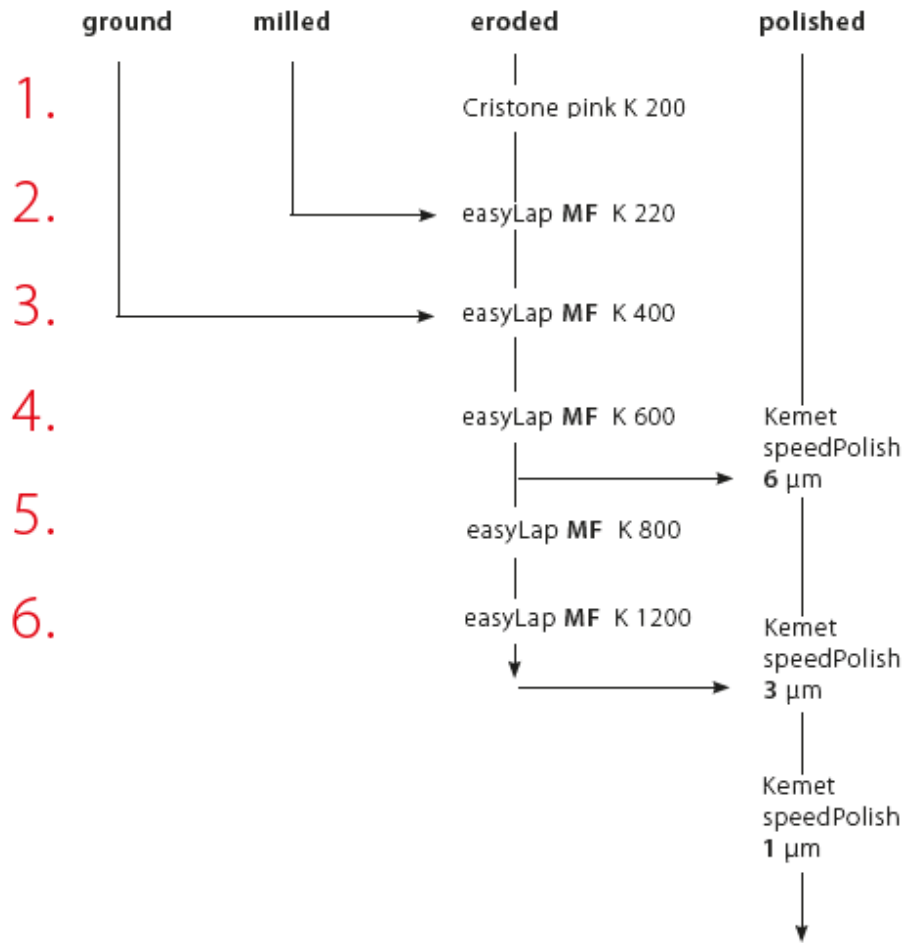 ground milled eroded polished
1.
Cristone pink K 200
2.
easyLap MF K 220
3.
easyLap MF K 400
4.
easyLap MF K 600
Kemet
speedPolish
6 µm
5.
easyLap MF K 800
6.
easyLap MF K 1200
Kemet
speedPolish
3 µm
Kemet
speedPolish
1 µm